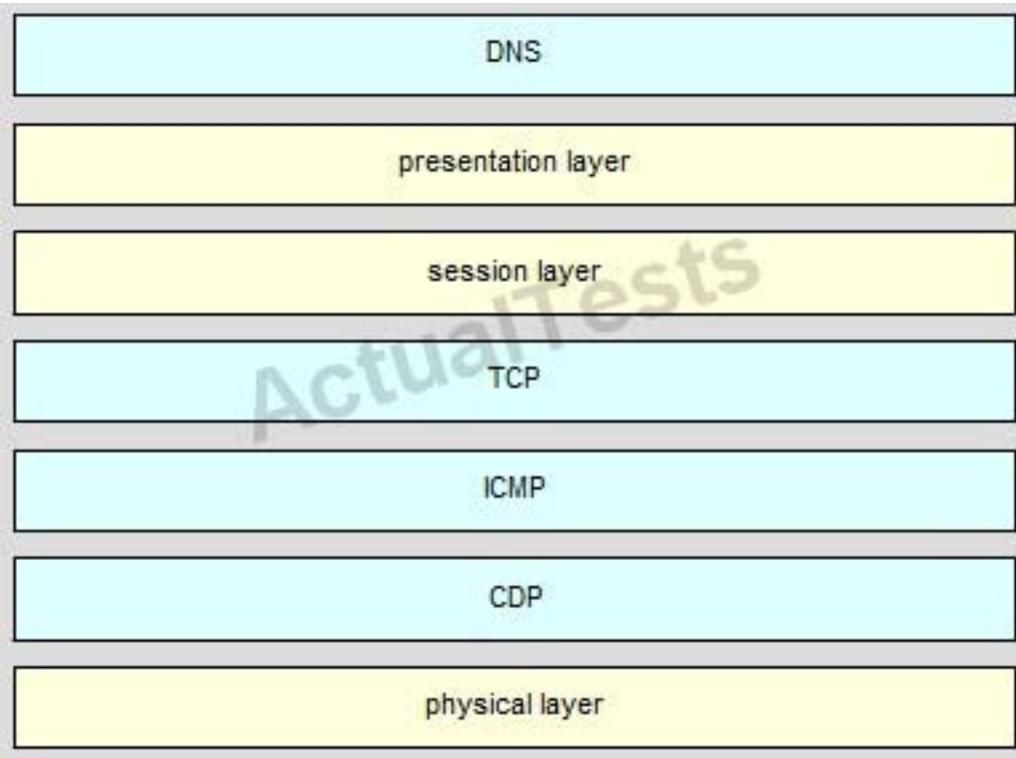 DNS
presentation layer
session layer
ActualTests
TCP
ICMP
CDP
physical layer